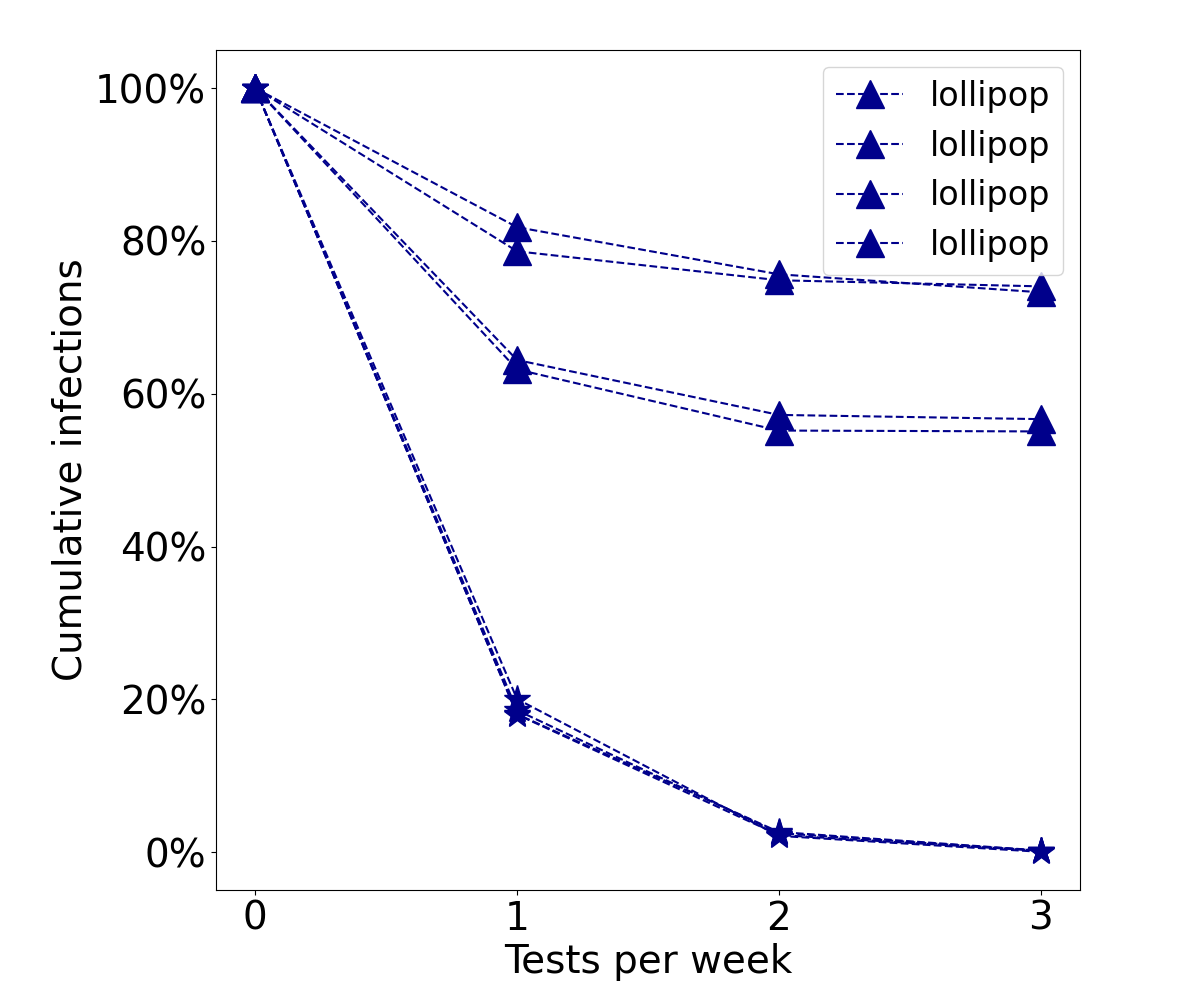 100%
80%
60%
40%
20%
0%
Cumulative infections
lollipop
lollipop
lollipop
lollipop
0 1 2 3
Tests per week